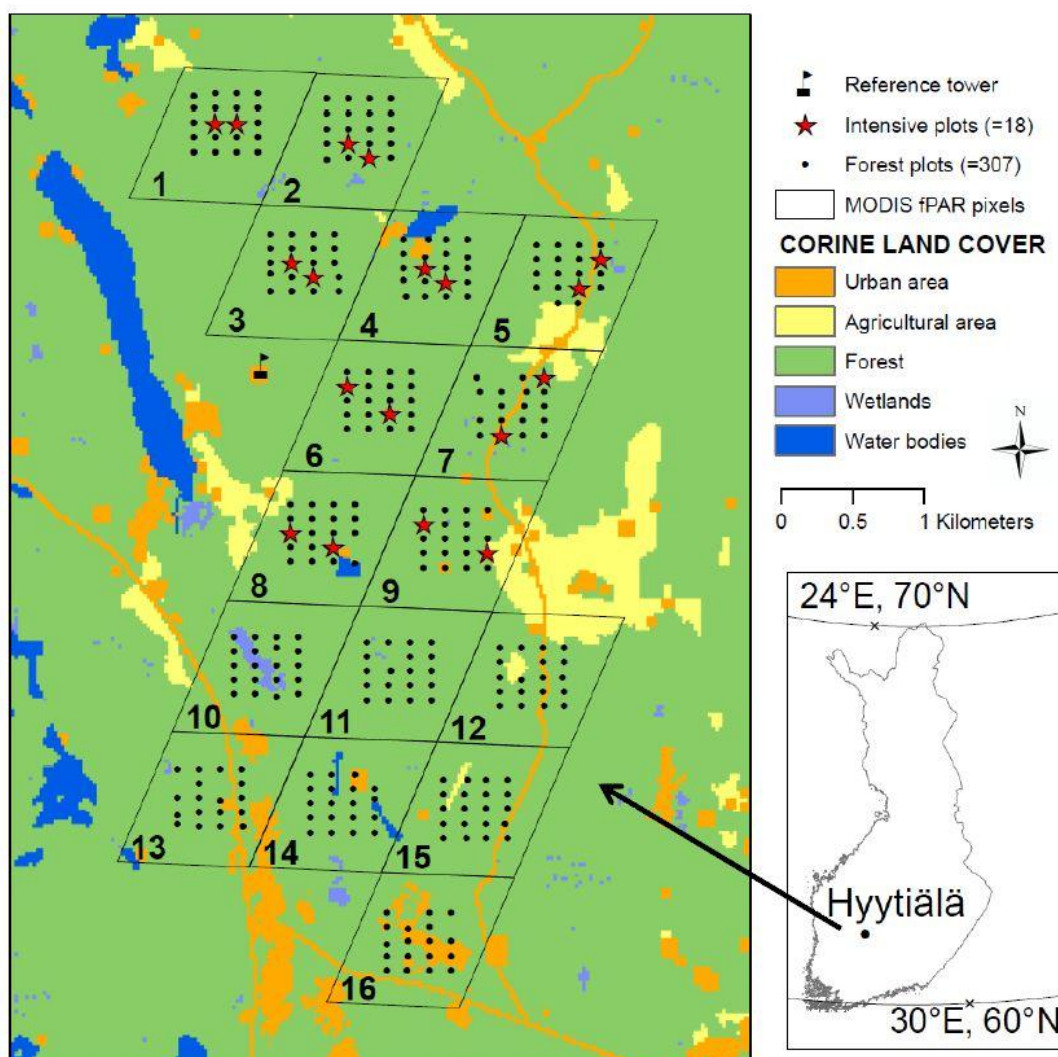 1
2
3
4
5
6
7
8
9
10
11
12
13
14
15
16
Reference tower
Intensive plots (=18)
Forest plots (=307)
MODIS fPAR pixels
CORINE LAND COVER
Urban area
Agricultural area
Forest
Wetlands
Water bodies
N
0 0.5 1 Kilometers
24°E, 70°N
Hyytiälä
30°E, 60°N